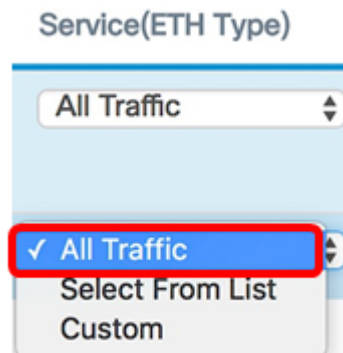 Service(ETH Type)
All Traffic
✓ All Traffic
Select From List
Custom